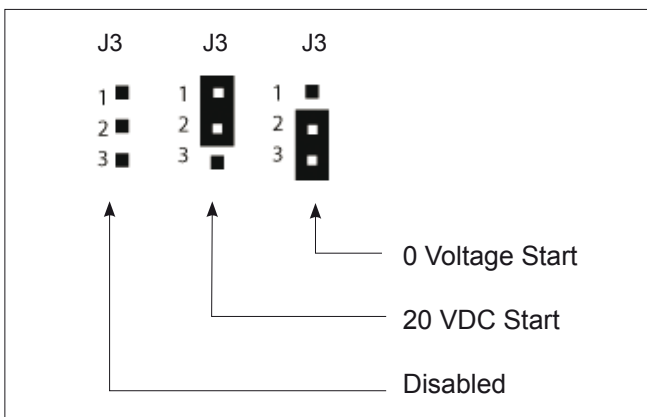 J3 J3 J3
1 1 1
2 2 2
3 3 3
0 Voltage Start
20 VDC Start
Disabled